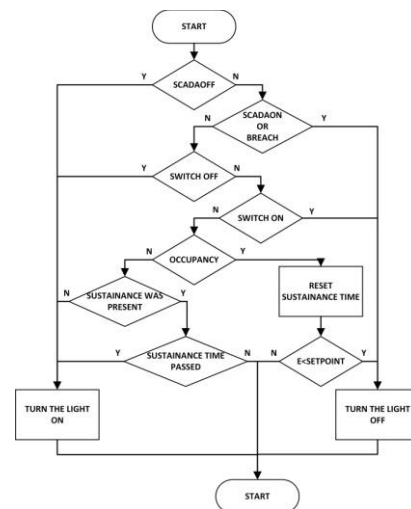 START
SCADAOFF
Y
N
SCADAON
OR
BREACH
N
Y
SWITCH OFF
Y
N
SWITCH ON
N
Y
OCCUPANCY
N
Y
RESET
SUSTAINANCE TIME
SUSTAINANCE WAS
PRESENT
N
Y
SUSTAINANCE TIME
PASSED
Y
N
E<SETPOINT
N
Y
TURN THE LIGHT
ON
TURN THE LIGHT
OFF
START